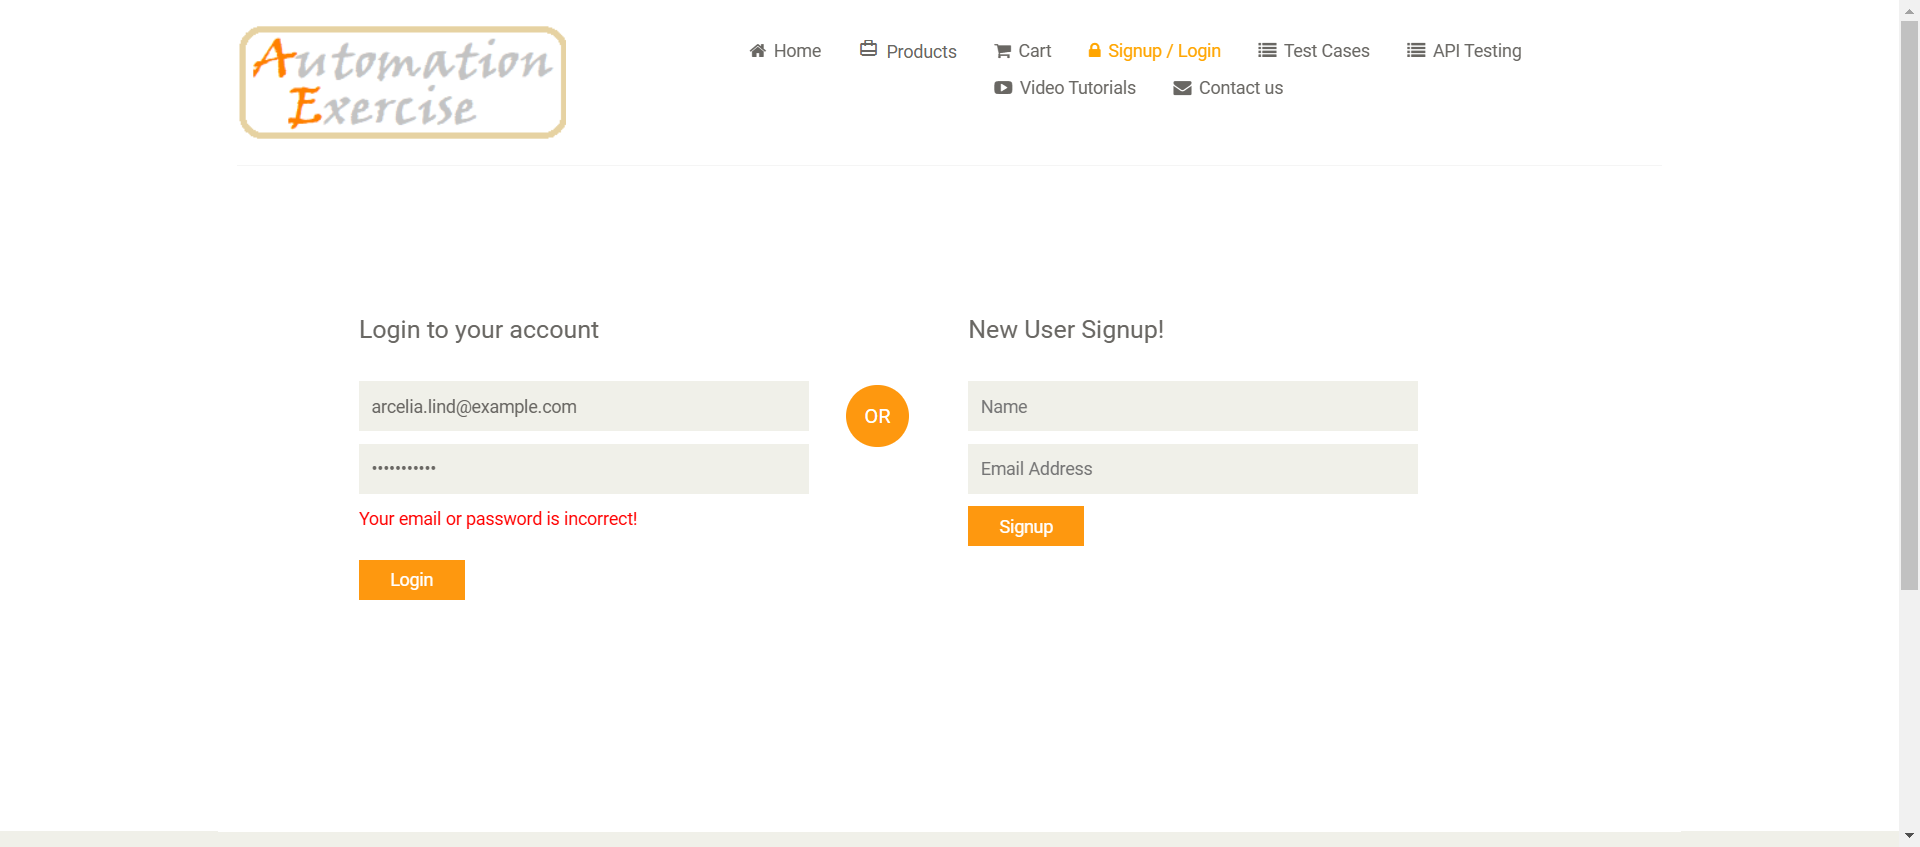 Automation
Exercise
Home Products Cart Signup / Login Test Cases API Testing
Video Tutorials Contact us
Login to your account
arcelia.lind@example.com
•••••••••••
Your email or password is incorrect!
Login
OR
New User Signup!
Name
Email Address
Signup